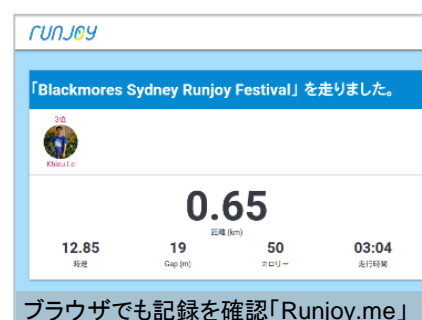 runjoy
「Blackmores Sydney Runjoy Festival」を走りました。
3位
Khieu Le
0.65
距離 (km)
12.85 19 50 03:04
時速 Gap (m) カロリー 走行時間
ブラウザでも記録を確認「Runjoy.me」